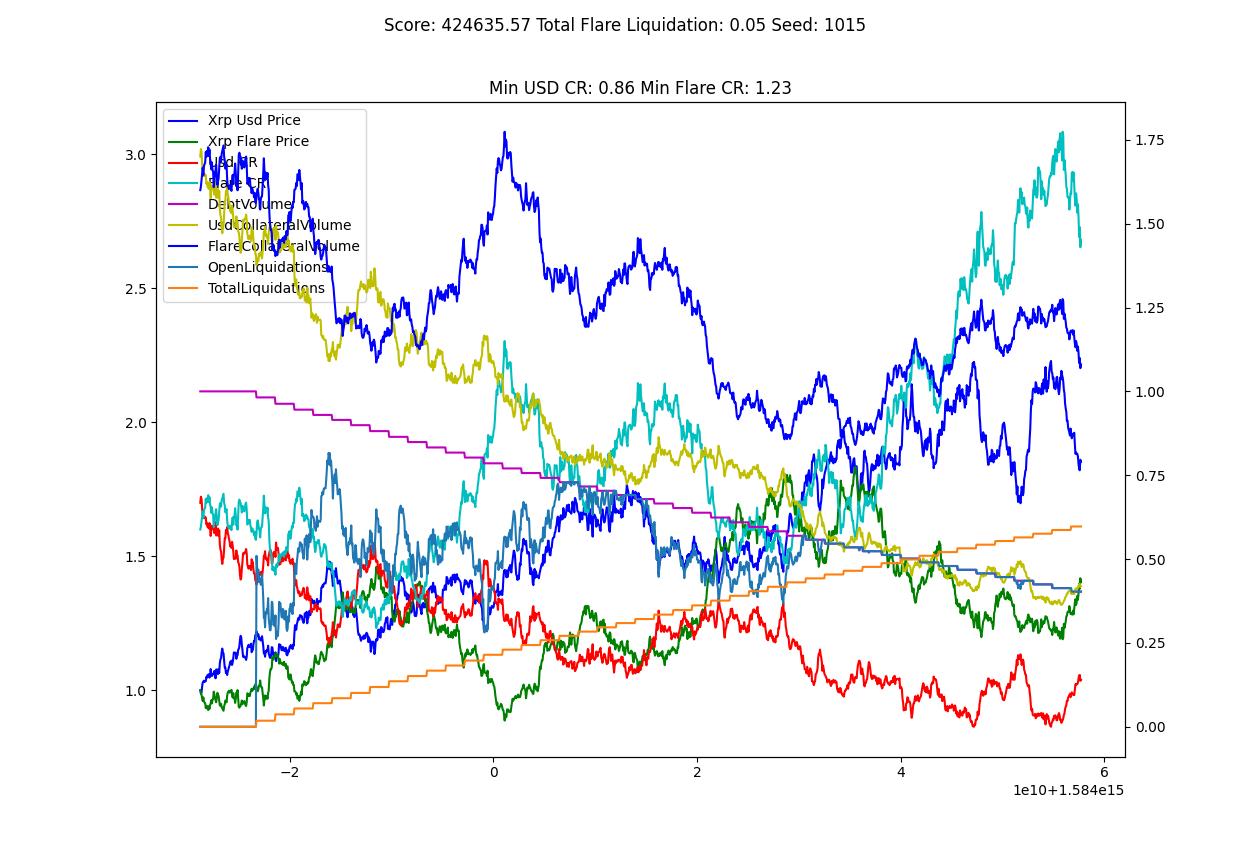 Score: 424635.57 Total Flare Liquidation: 0.05 Seed: 1015
Min USD CR: 0.86 Min Flare CR: 1.23
Xrp Usd Price
Xrp Flare Price
Usd CR
Flare CR
DebtVolume
UsdCollateralVolume
FlareCollateralVolume
OpenLiquidations
TotalLiquidations
3.0
2.5
2.0
1.5
1.0
1.75
1.50
1.25
1.00
0.75
0.50
0.25
0.00
−2 0 2 4 6
1e10+1.584e15